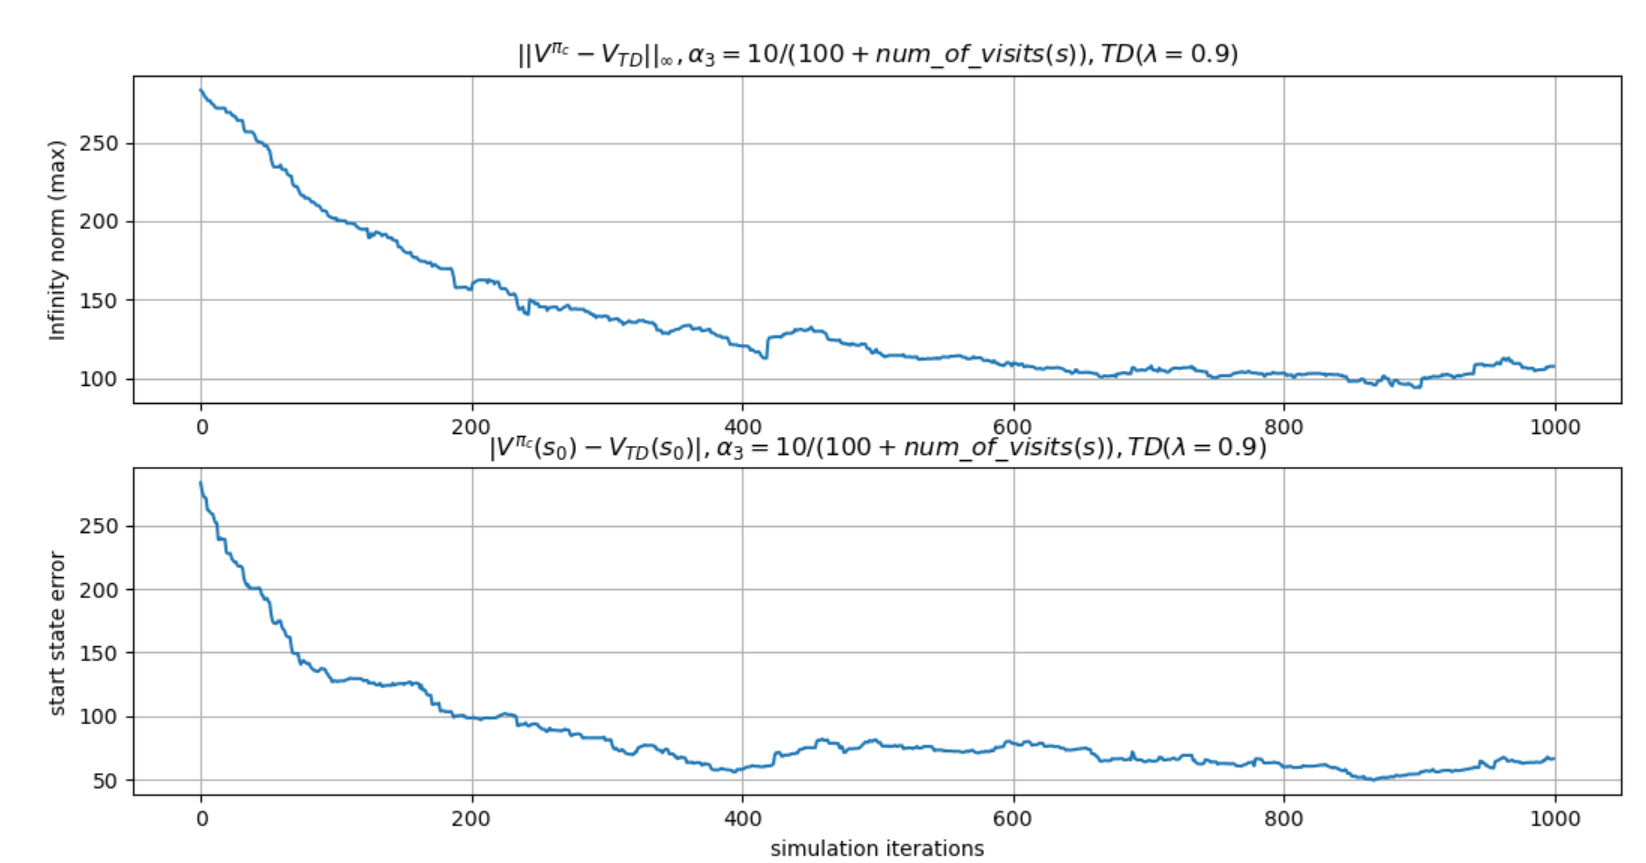 ||V^{π_c} − V_{TD}||_∞, α_3 = 10/(100 + num_of_visits(s)), TD(λ = 0.9)
Infinity norm (max)
250
200
150
100
0 200 400 600 800 1000
|V^{π_c}(s_0) − V_{TD}(s_0)|, α_3 = 10/(100 + num_of_visits(s)), TD(λ = 0.9)
start state error
250
200
150
100
50
0 200 400 600 800 1000
simulation iterations